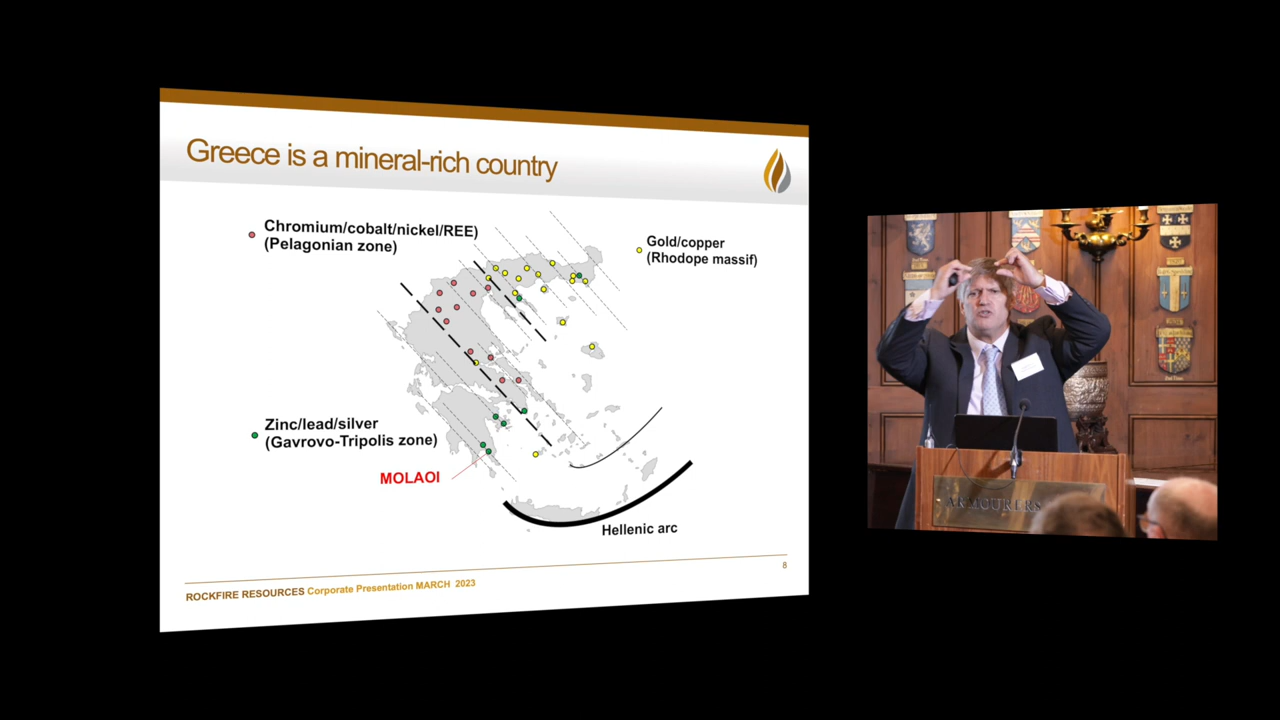 Greece is a mineral-rich country
Chromium/cobalt/nickel/REE)
(Pelagonian zone)
Gold/copper
(Rhodope massif)
Zinc/lead/silver
(Gavrovo-Tripolis zone)
MOLAOI
Hellenic arc
8
ROCKFIRE RESOURCES Corporate Presentation MARCH 2023
ARMOURERS